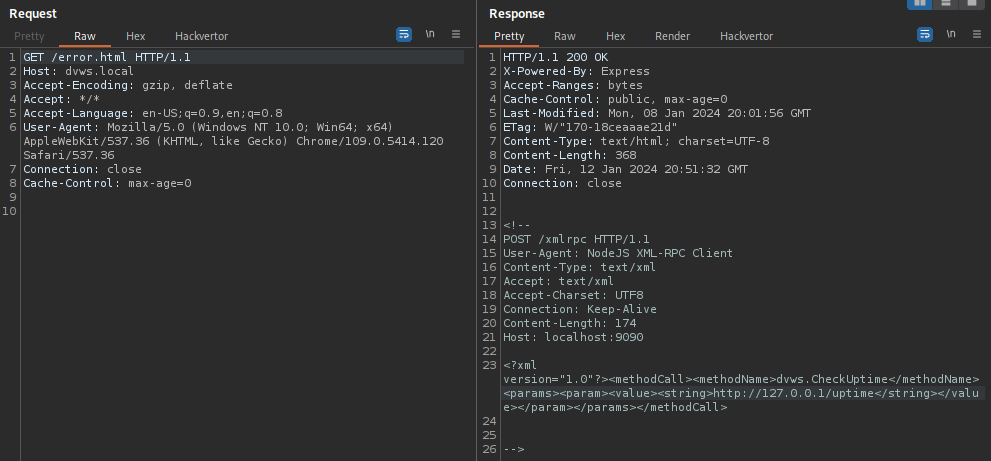 Request
Pretty Raw Hex Hackvertor \n
1 GET /error.html HTTP/1.1
2 Host: dvws.local
3 Accept-Encoding: gzip, deflate
4 Accept: */*
5 Accept-Language: en-US;q=0.9,en;q=0.8
6 User-Agent: Mozilla/5.0 (Windows NT 10.0; Win64; x64)
AppleWebKit/537.36 (KHTML, like Gecko) Chrome/109.0.5414.120
Safari/537.36
7 Connection: close
8 Cache-Control: max-age=0
9
10
Response
Pretty Raw Hex Render Hackvertor \n
1 HTTP/1.1 200 OK
2 X-Powered-By: Express
3 Accept-Ranges: bytes
4 Cache-Control: public, max-age=0
5 Last-Modified: Mon, 08 Jan 2024 20:01:56 GMT
6 ETag: W/"170-18ceaaae21d"
7 Content-Type: text/html; charset=UTF-8
8 Content-Length: 368
9 Date: Fri, 12 Jan 2024 20:51:32 GMT
10 Connection: close
11
12
13 <!--
14 POST /xmlrpc HTTP/1.1
15 User-Agent: NodeJS XML-RPC Client
16 Content-Type: text/xml
17 Accept: text/xml
18 Accept-Charset: UTF8
19 Connection: Keep-Alive
20 Content-Length: 174
21 Host: localhost:9090
22
23 <?xml
version="1.0"?><methodCall><methodName>dvws.CheckUptime</methodName>
<params><param><value><string>http://127.0.0.1/uptime</string></valu
e></param></params></methodCall>
24
25
26 -->